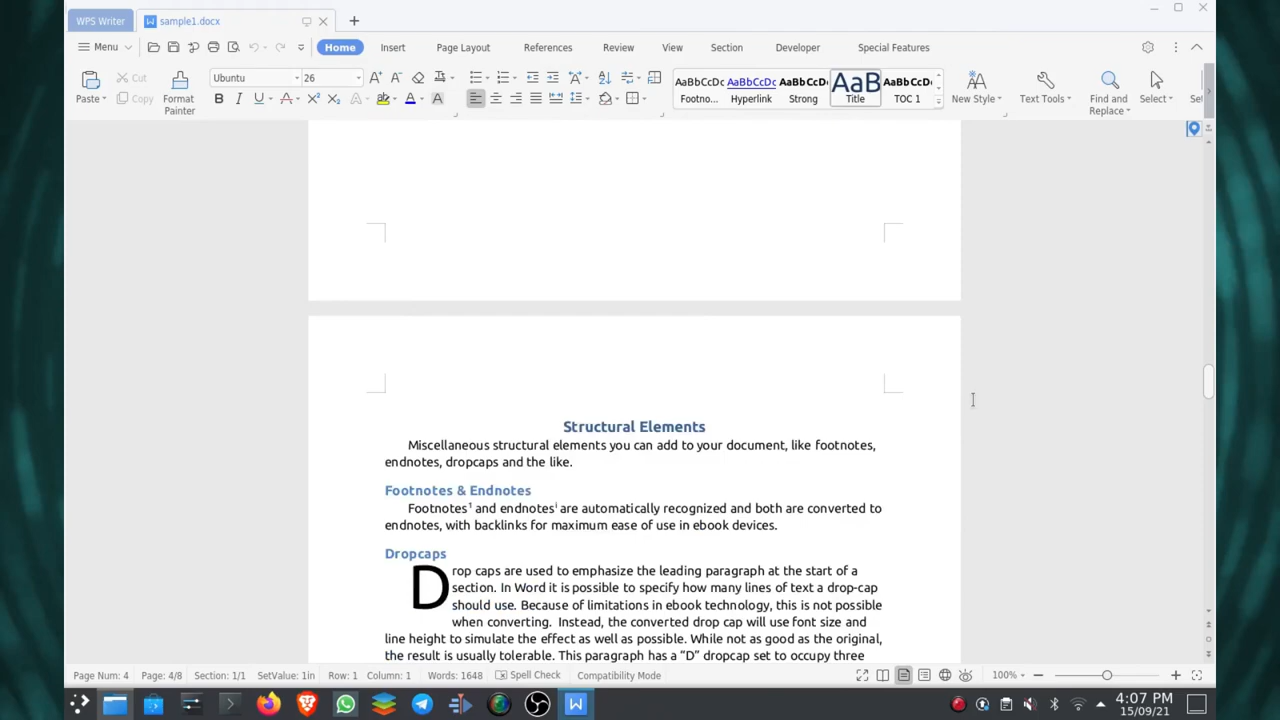 WPS Writer sample1.docx
Menu Home Insert Page Layout References Review View Section Developer Special Features
Paste Cut Copy Format Painter Ubuntu 26
AaBbCcDc Footno... AaBbCcDc Hyperlink AaBbCcDc Strong AaB Title AaBbCcDc TOC 1 New Style Text Tools Find and Replace Select
Structural Elements
Miscellaneous structural elements you can add to your document, like footnotes,
endnotes, dropcaps and the like.
Footnotes & Endnotes
Footnotes¹ and endnotesⁱ are automatically recognized and both are converted to
endnotes, with backlinks for maximum ease of use in ebook devices.
Dropcaps
Drop caps are used to emphasize the leading paragraph at the start of a
section. In Word it is possible to specify how many lines of text a drop-cap
should use. Because of limitations in ebook technology, this is not possible
when converting. Instead, the converted drop cap will use font size and
line height to simulate the effect as well as possible. While not as good as the original,
the result is usually tolerable. This paragraph has a “D” dropcap set to occupy three
Page Num: 4 Page: 4/8 Section: 1/1 SetValue: 1in Row: 1 Column: 1 Words: 1648 Spell Check Compatibility Mode 100%
4:07 PM
15/09/21